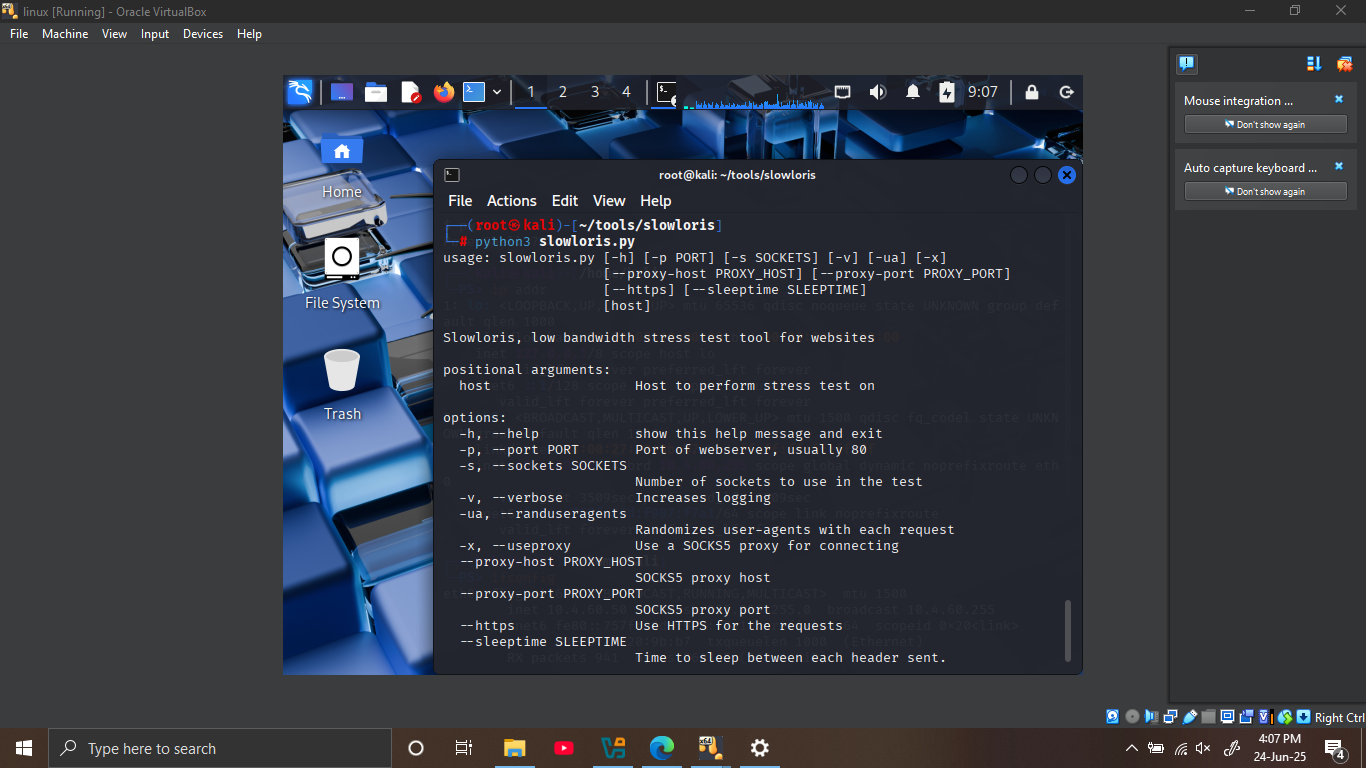 linux [Running] - Oracle VirtualBox
File Machine View Input Devices Help
1 2 3 4 9:07
Mouse integration ...
Don't show again
Auto capture keyboard ...
Don't show again
Home
File System
Trash
root@kali: ~/tools/slowloris
File Actions Edit View Help
(root㉿kali)-[~/tools/slowloris]
# python3 slowloris.py
usage: slowloris.py [-h] [-p PORT] [-s SOCKETS] [-v] [-ua] [-x]
[--proxy-host PROXY_HOST] [--proxy-port PROXY_PORT]
[--https] [--sleeptime SLEEPTIME]
[host]
Slowloris, low bandwidth stress test tool for websites
positional arguments:
host Host to perform stress test on
options:
-h, --help show this help message and exit
-p, --port PORT Port of webserver, usually 80
-s, --sockets SOCKETS
Number of sockets to use in the test
-v, --verbose Increases logging
-ua, --randuseragents
Randomizes user-agents with each request
-x, --useproxy Use a SOCKS5 proxy for connecting
--proxy-host PROXY_HOST
SOCKS5 proxy host
--proxy-port PROXY_PORT
SOCKS5 proxy port
--https Use HTTPS for the requests
--sleeptime SLEEPTIME
Time to sleep between each header sent.
Right Ctrl
Type here to search
4:07 PM
24-Jun-25
4